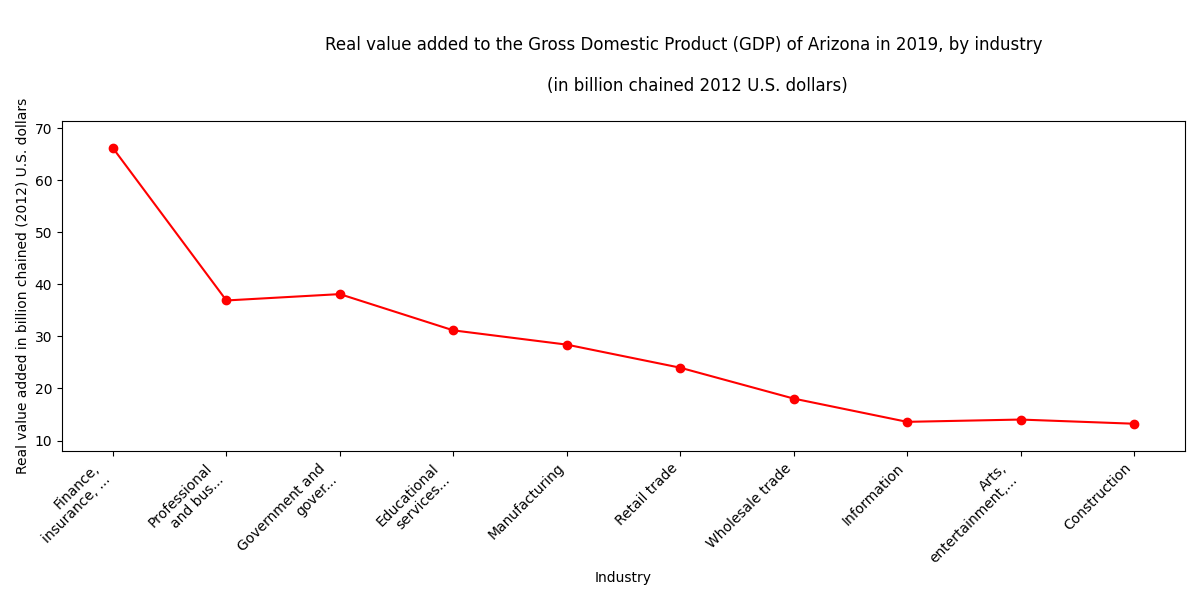 Real value added to the Gross Domestic Product (GDP) of Arizona in 2019, by industry
(in billion chained 2012 U.S. dollars)
Real value added in billion chained (2012) U.S. dollars
70
60
50
40
30
20
10
Finance,
insurance, ...
Professional
and bus...
Government and
gover...
Educational
services...
Manufacturing
Retail trade
Wholesale trade
Information
Arts,
entertainment,...
Construction
Industry